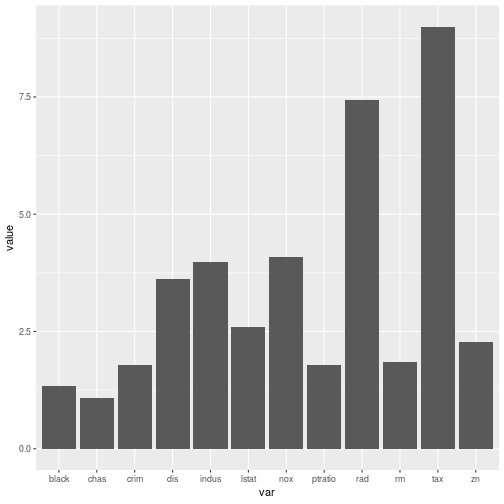 value
7.5
5.0
2.5
0.0
black chas crim dis indus lstat nox ptratio rad rm tax zn
var